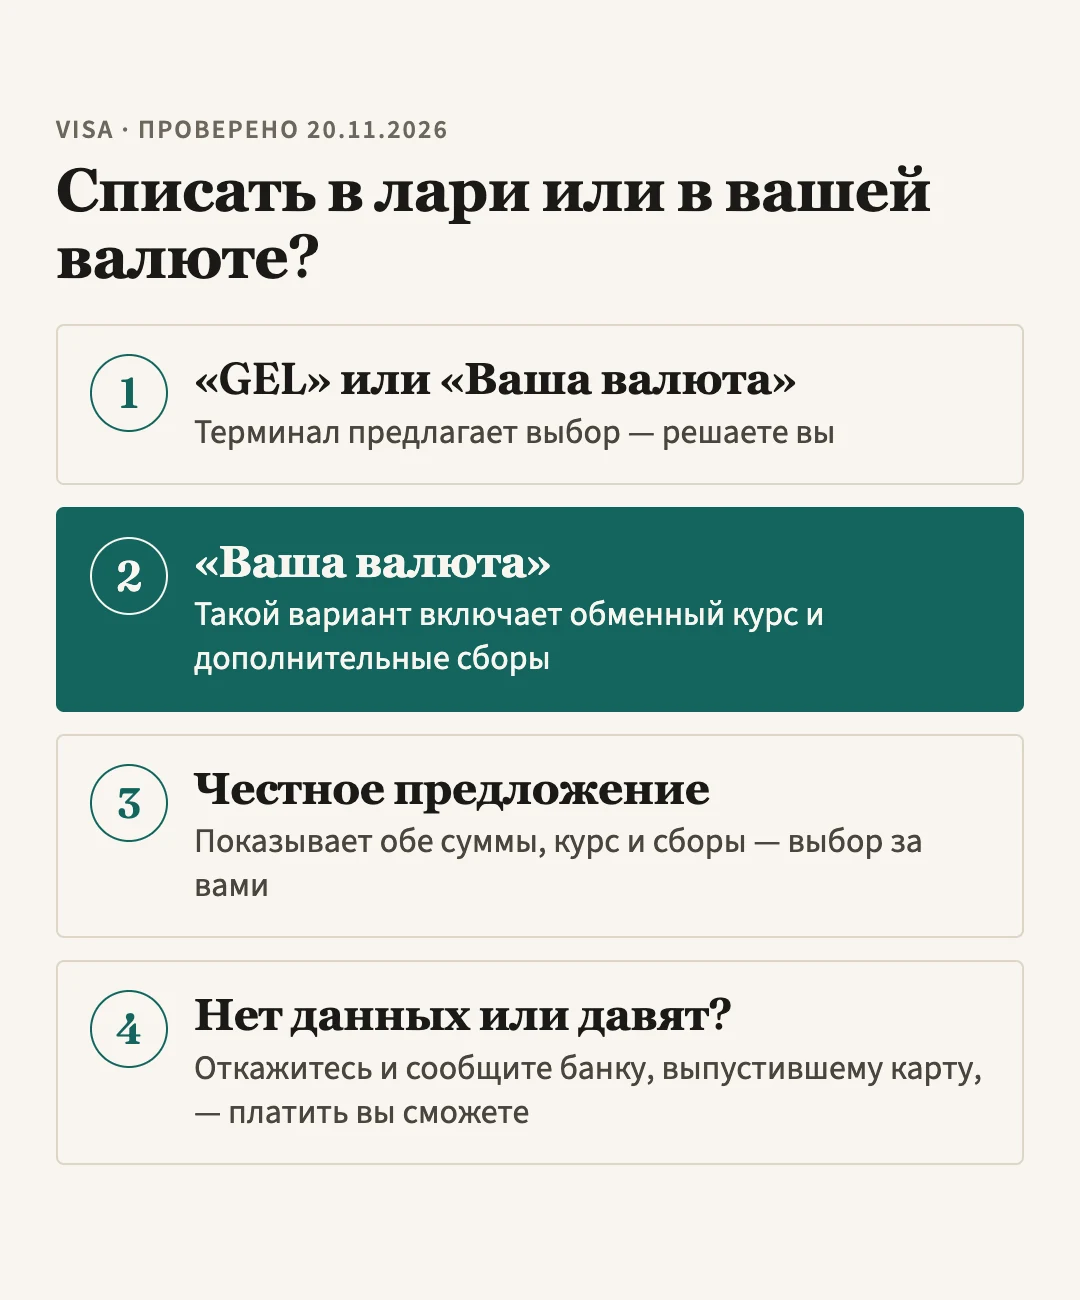 VISA · ПРОВЕРЕНО 20.11.2026
Списать в лари или в вашей
валюте?
1
«GEL» или «Ваша валюта»
Терминал предлагает выбор — решаете вы
2
«Ваша валюта»
Такой вариант включает обменный курс и
дополнительные сборы
3
Честное предложение
Показывает обе суммы, курс и сборы — выбор за
вами
4
Нет данных или давят?
Откажитесь и сообщите банку, выпустившему карту,
— платить вы сможете